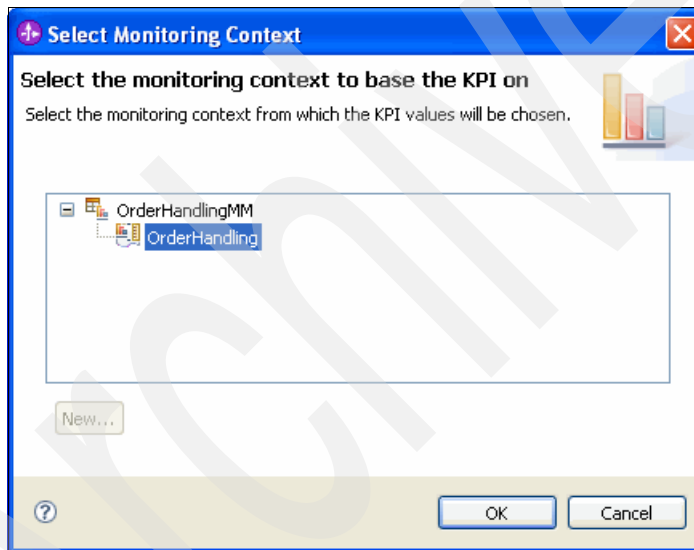 Select Monitoring Context
Select the monitoring context to base the KPI on
Select the monitoring context from which the KPI values will be chosen.
OrderHandlingMM
OrderHandling
New...
OK
Cancel